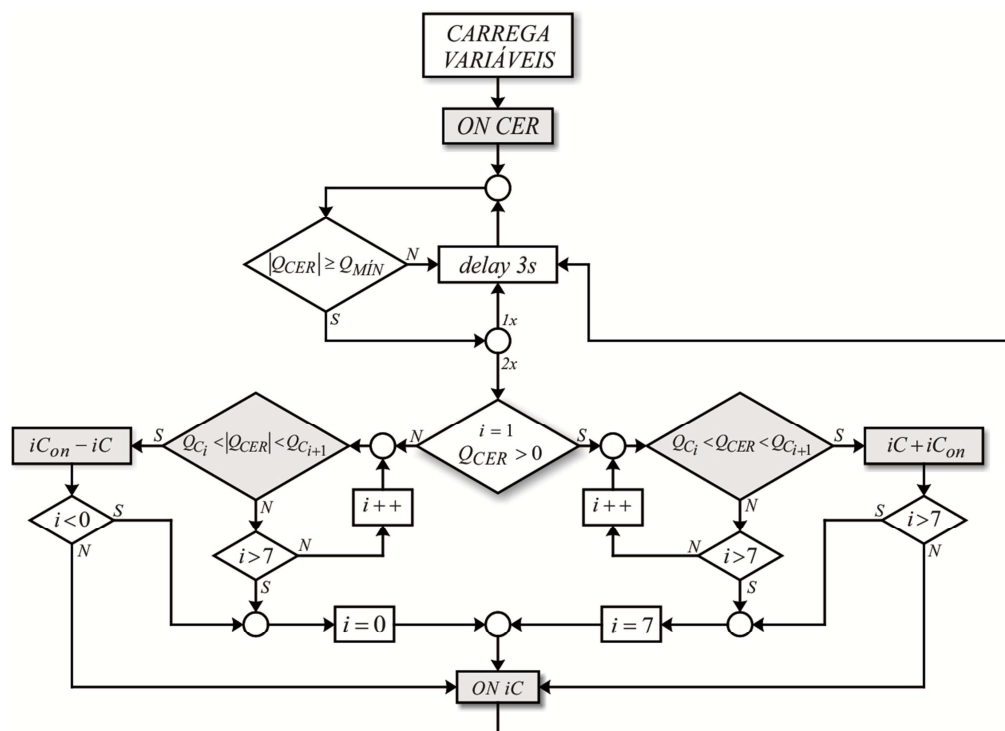 CARREGA
VARIÁVEIS
ON CER
|Q_CER| ≥ Q_MÍN
N
delay 3s
S
1x
2x
iC_on − iC
S
Q_Ci < |Q_CER| < Q_Ci+1
N
i = 1
Q_CER > 0
S
Q_Ci < Q_CER < Q_Ci+1
S
iC + iC_on
i < 0
S
N
N
i > 7
N
S
i + +
i + +
N
i > 7
N
S
S
i > 7
N
i = 0
i = 7
ON iC